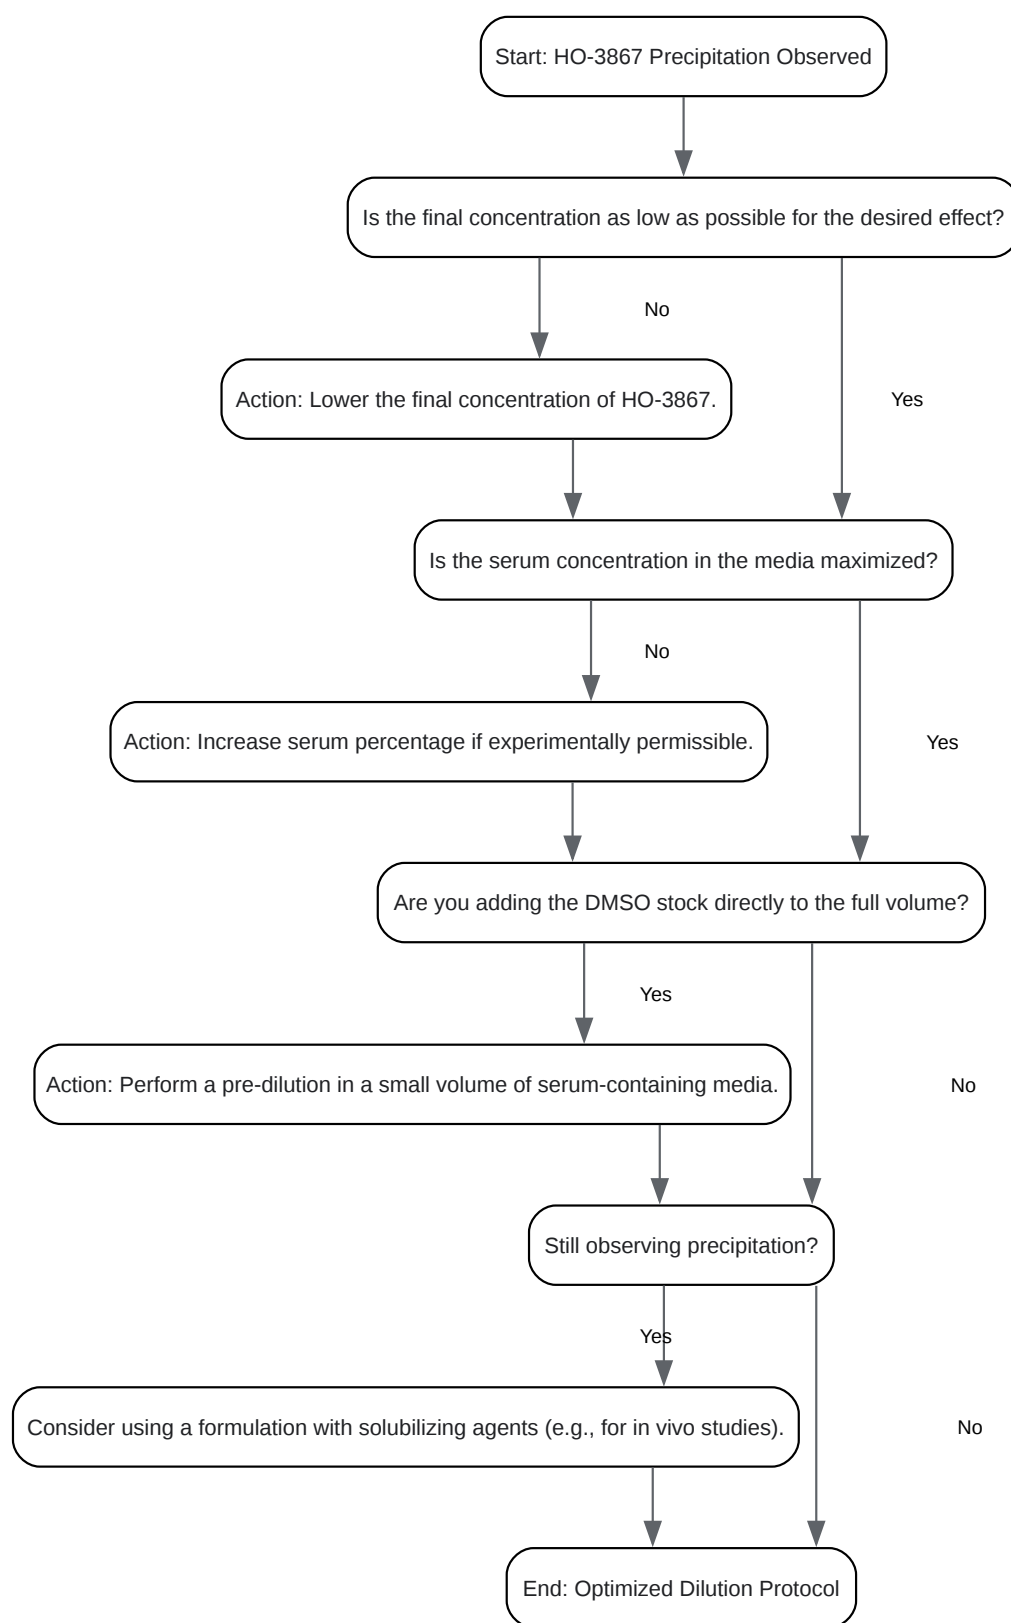 Start: HO-3867 Precipitation Observed
Is the final concentration as low as possible for the desired effect?
No
Action: Lower the final concentration of HO-3867.
Yes
Is the serum concentration in the media maximized?
No
Action: Increase serum percentage if experimentally permissible.
Yes
Are you adding the DMSO stock directly to the full volume?
Yes
Action: Perform a pre-dilution in a small volume of serum-containing media.
No
Still observing precipitation?
Yes
Consider using a formulation with solubilizing agents (e.g., for in vivo studies).
No
End: Optimized Dilution Protocol